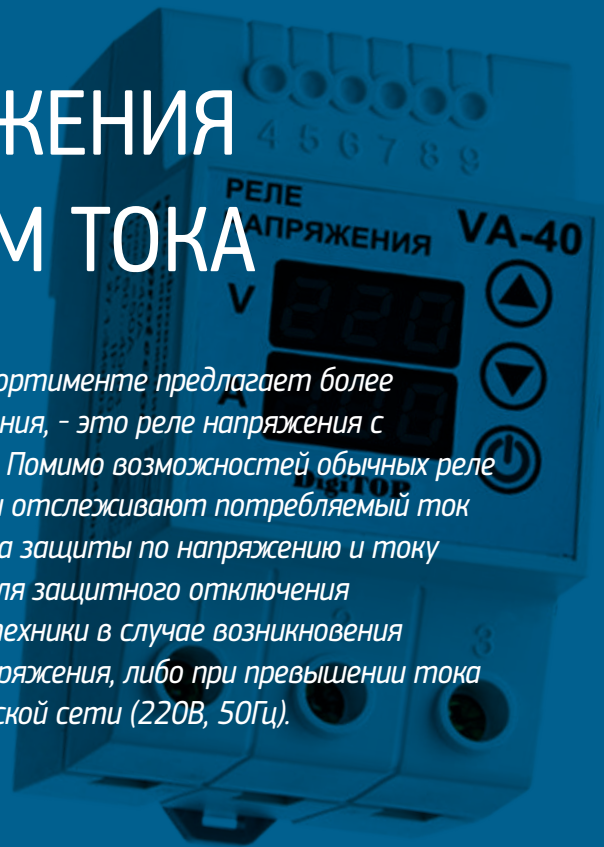 ЖЕНИЯ
М ТОКА
4 5 6 7 8 9
РЕЛЕ
НАПРЯЖЕНИЯ
VA-40
V
220
A
ортименте предлагает более
ния, - это реле напряжения с
Помимо возможностей обычных реле
DigiTOP
и отслеживают потребляемый ток
а защиты по напряжению и току
ля защитного отключения
техники в случае возникновения
ряжения, либо при превышении тока
ской сети (220В, 50Гц).
3